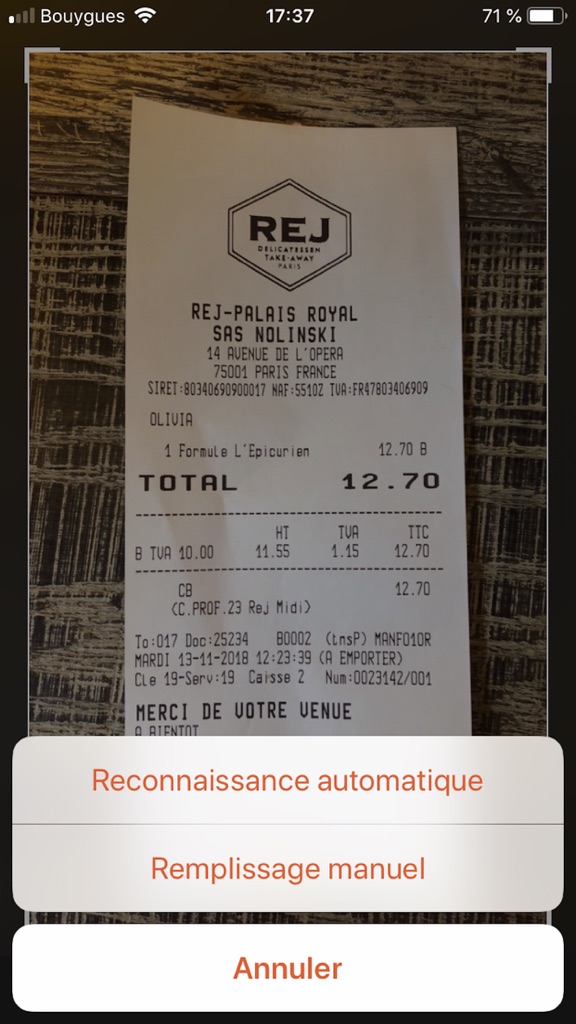 Bouygues 17:37 71 %
REJ
DELICATESSEN
TAKE-AWAY
PARIS
REJ-PALAIS ROYAL
SAS NOLINSKI
14 AVENUE DE L'OPERA
75001 PARIS FRANCE
SIRET:80340690900017 NAF:5510Z TVA:FR47803406909
OLIVIA
1 Formule L'Epicurien 12.70 B
TOTAL 12.70
HT TVA TTC
B TVA 10.00 11.55 1.15 12.70
CB 12.70
(C.PROF.23 Rej Midi)
To:017 Doc:25234 B0002 (tnsP) MANF010R
MARDI 13-11-2018 12:23:39 (A EMPORTER)
Cle 19-Serv:19 Caisse 2 Num:0023142/001
MERCI DE VOTRE VENUE
A BIENTOT
Reconnaissance automatique
Remplissage manuel
Annuler